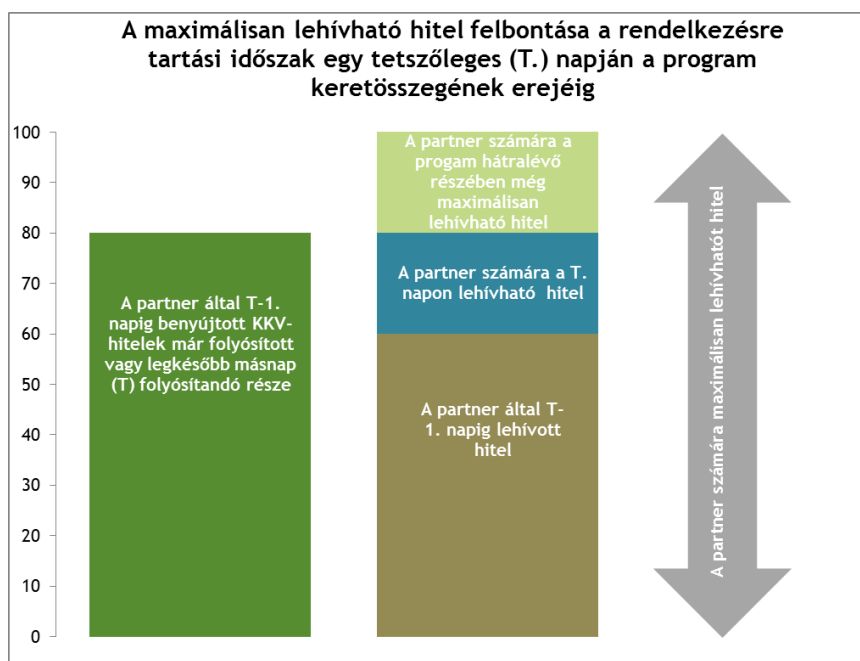 A maximálisan lehívható hitel felbontása a rendelkezésre
tartási időszak egy tetszőleges (T.) napján a program
keretösszegének erejéig
100
90
80
70
60
50
40
30
20
10
0
A partner által T-1.
napig benyújtott KKV-
hitelek már folyósított
vagy legkésőbb másnap
(T) folyósítandó része
A partner számára a
progam hátralévő
részében még
maximálisan
lehívható hitel
A partner számára a T.
napon lehívható hitel
A partner által T-
1. napig lehívott
hitel
A partner számára maximálisan lehívhatót hitel